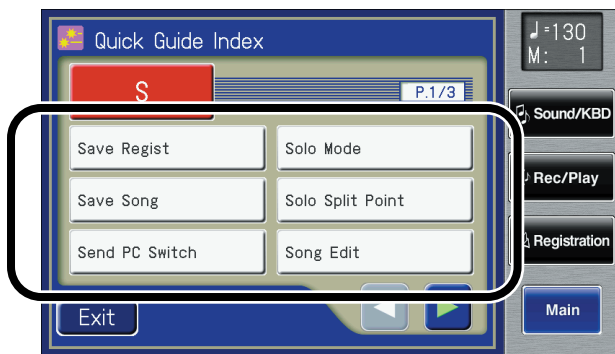 Quick Guide Index
S
P.1/3
Save Regist
Solo Mode
Save Song
Solo Split Point
Send PC Switch
Song Edit
Exit
♩=130
M: 1
Sound/KBD
Rec/Play
Registration
Main